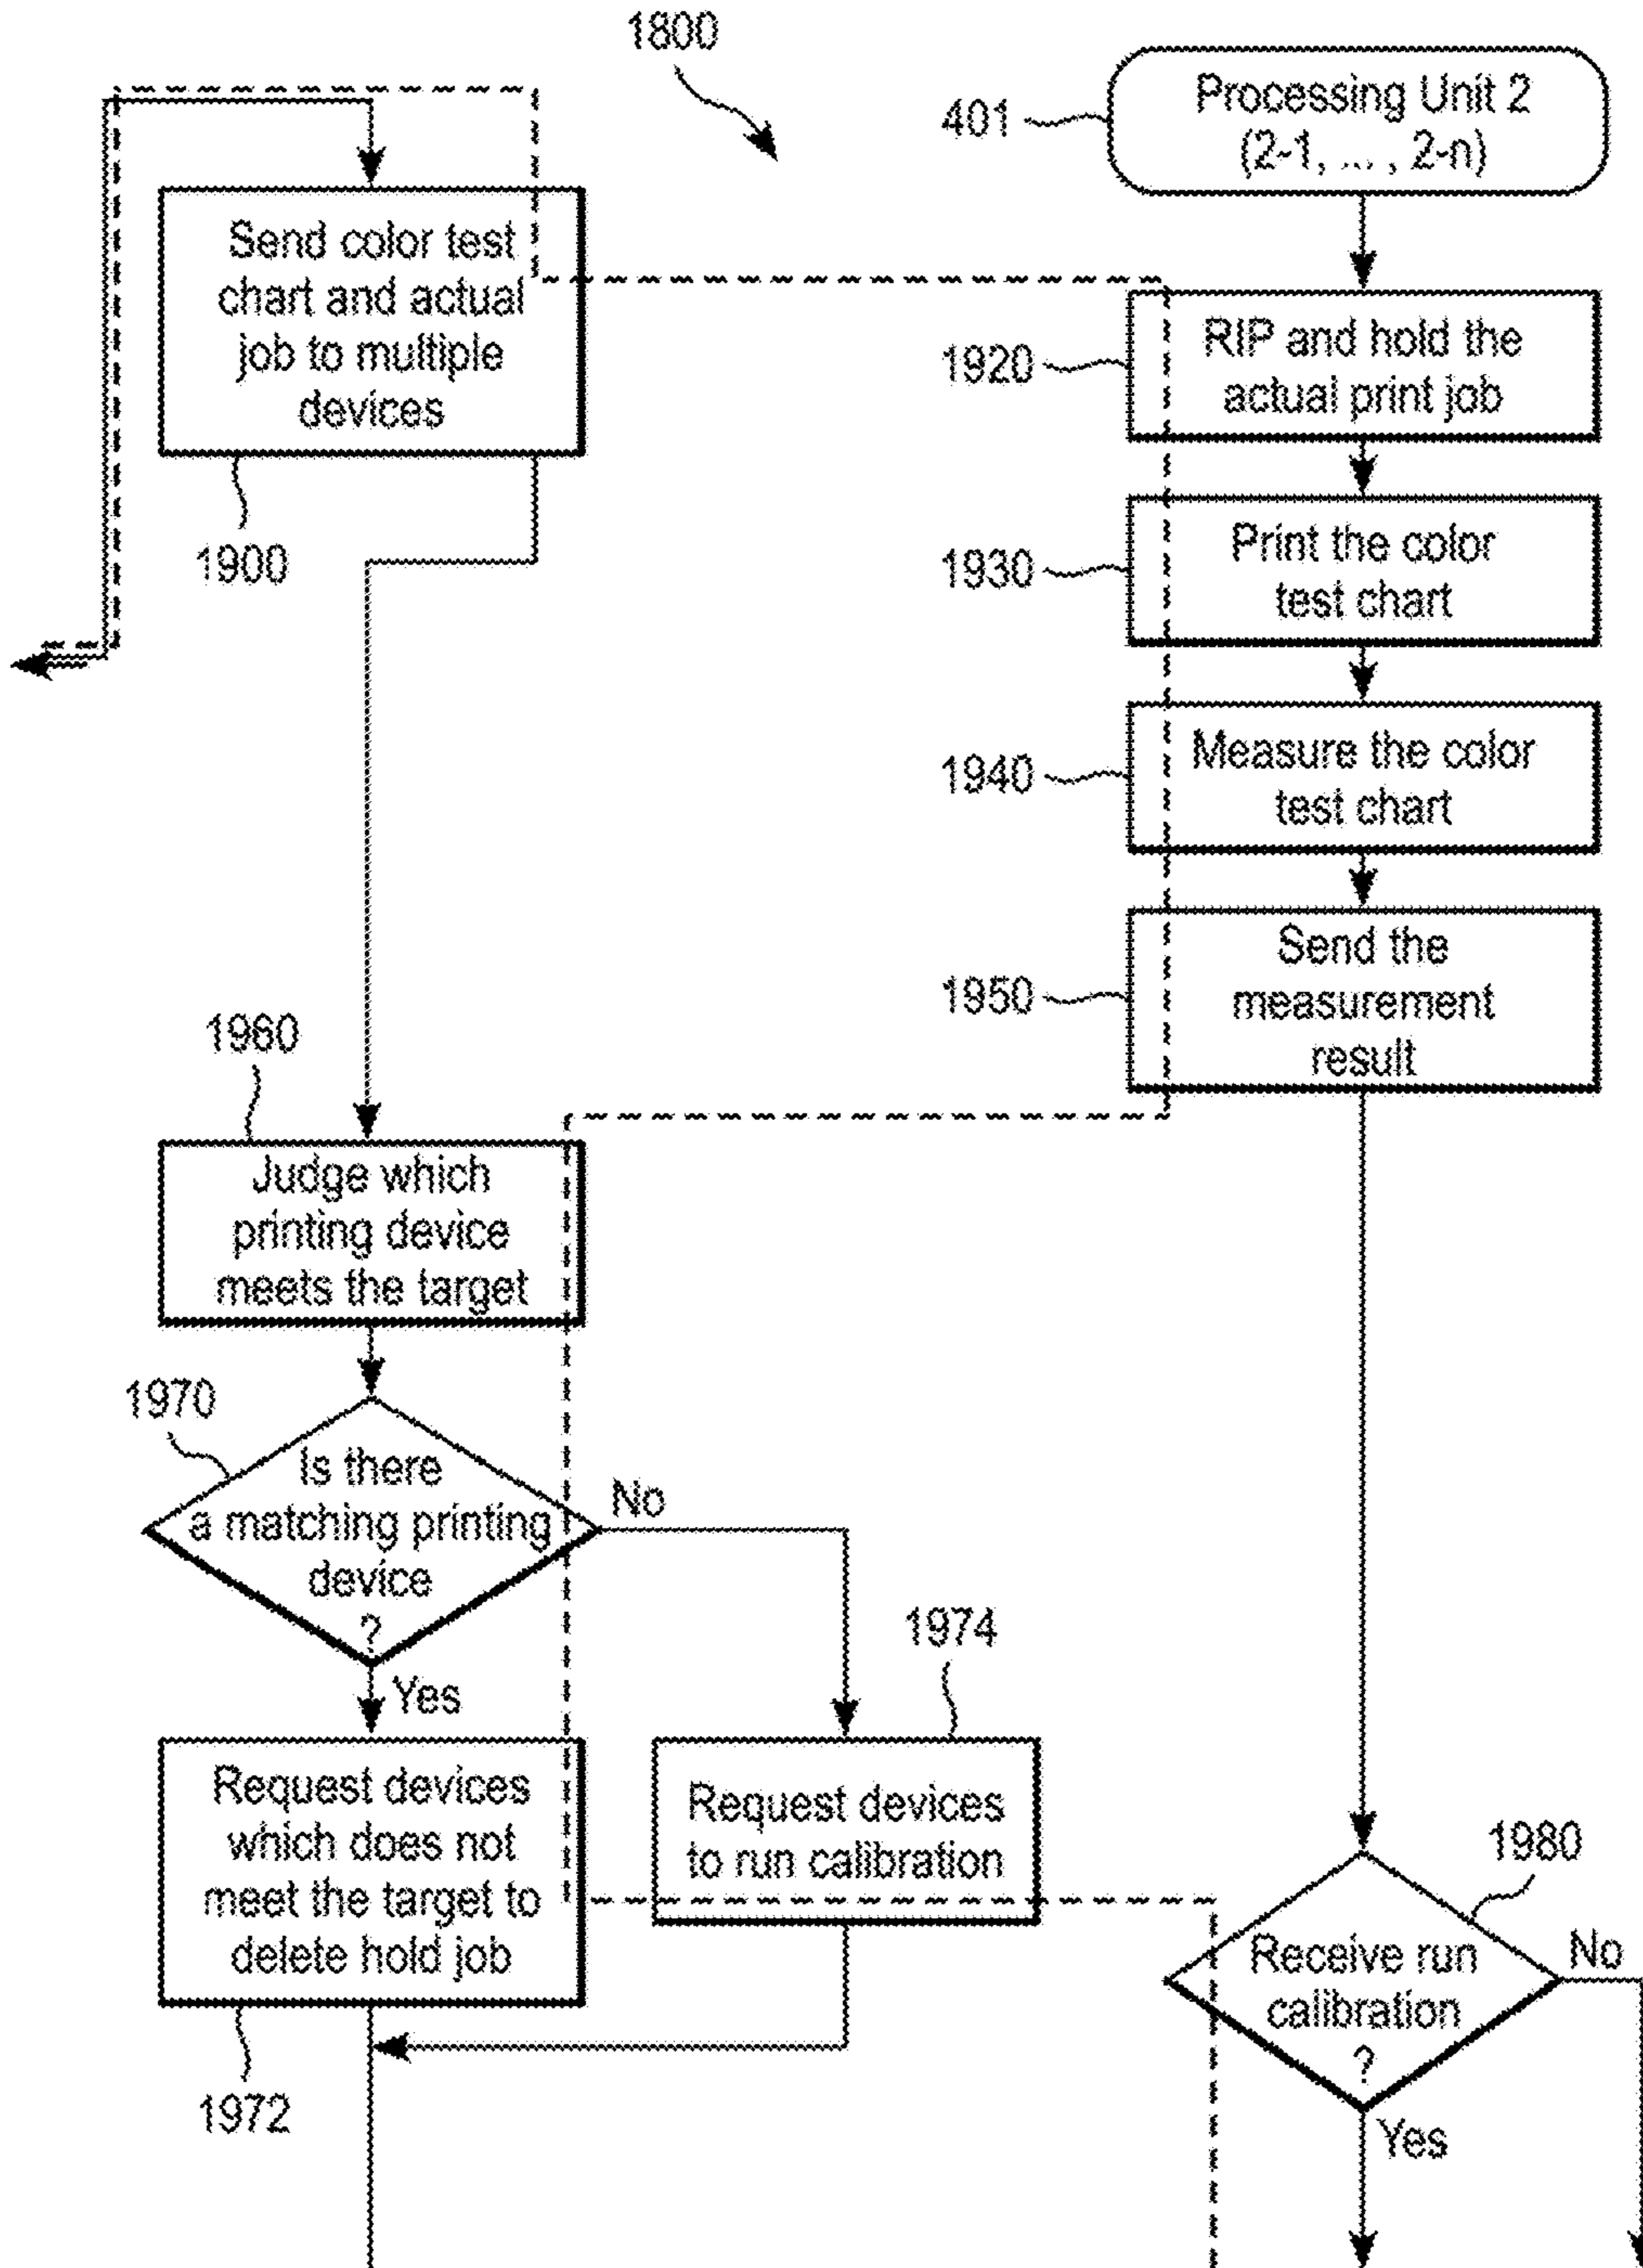 1800
401
Processing Unit 2
(2-1, ... , 2-n)
Send color test
chart and actual
job to multiple
devices
1900
1920
RIP and hold the
actual print job
1930
Print the color
test chart
1940
Measure the color
test chart
1950
Send the
measurement
result
1960
Judge which
printing device
meets the target
1970
Is there
a matching printing
device
?
No
Yes
1974
Request devices
which does not
meet the target to
delete hold job
1972
Request devices
to run calibration
1980
Receive run
calibration
?
No
Yes